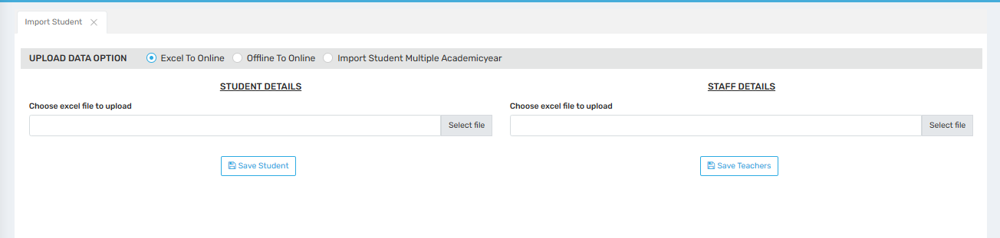 Import Student
UPLOAD DATA OPTION Excel To Online Offline To Online Import Student Multiple Academicyear
STUDENT DETAILS
Choose excel file to upload
Select file
Save Student
STAFF DETAILS
Choose excel file to upload
Select file
Save Teachers